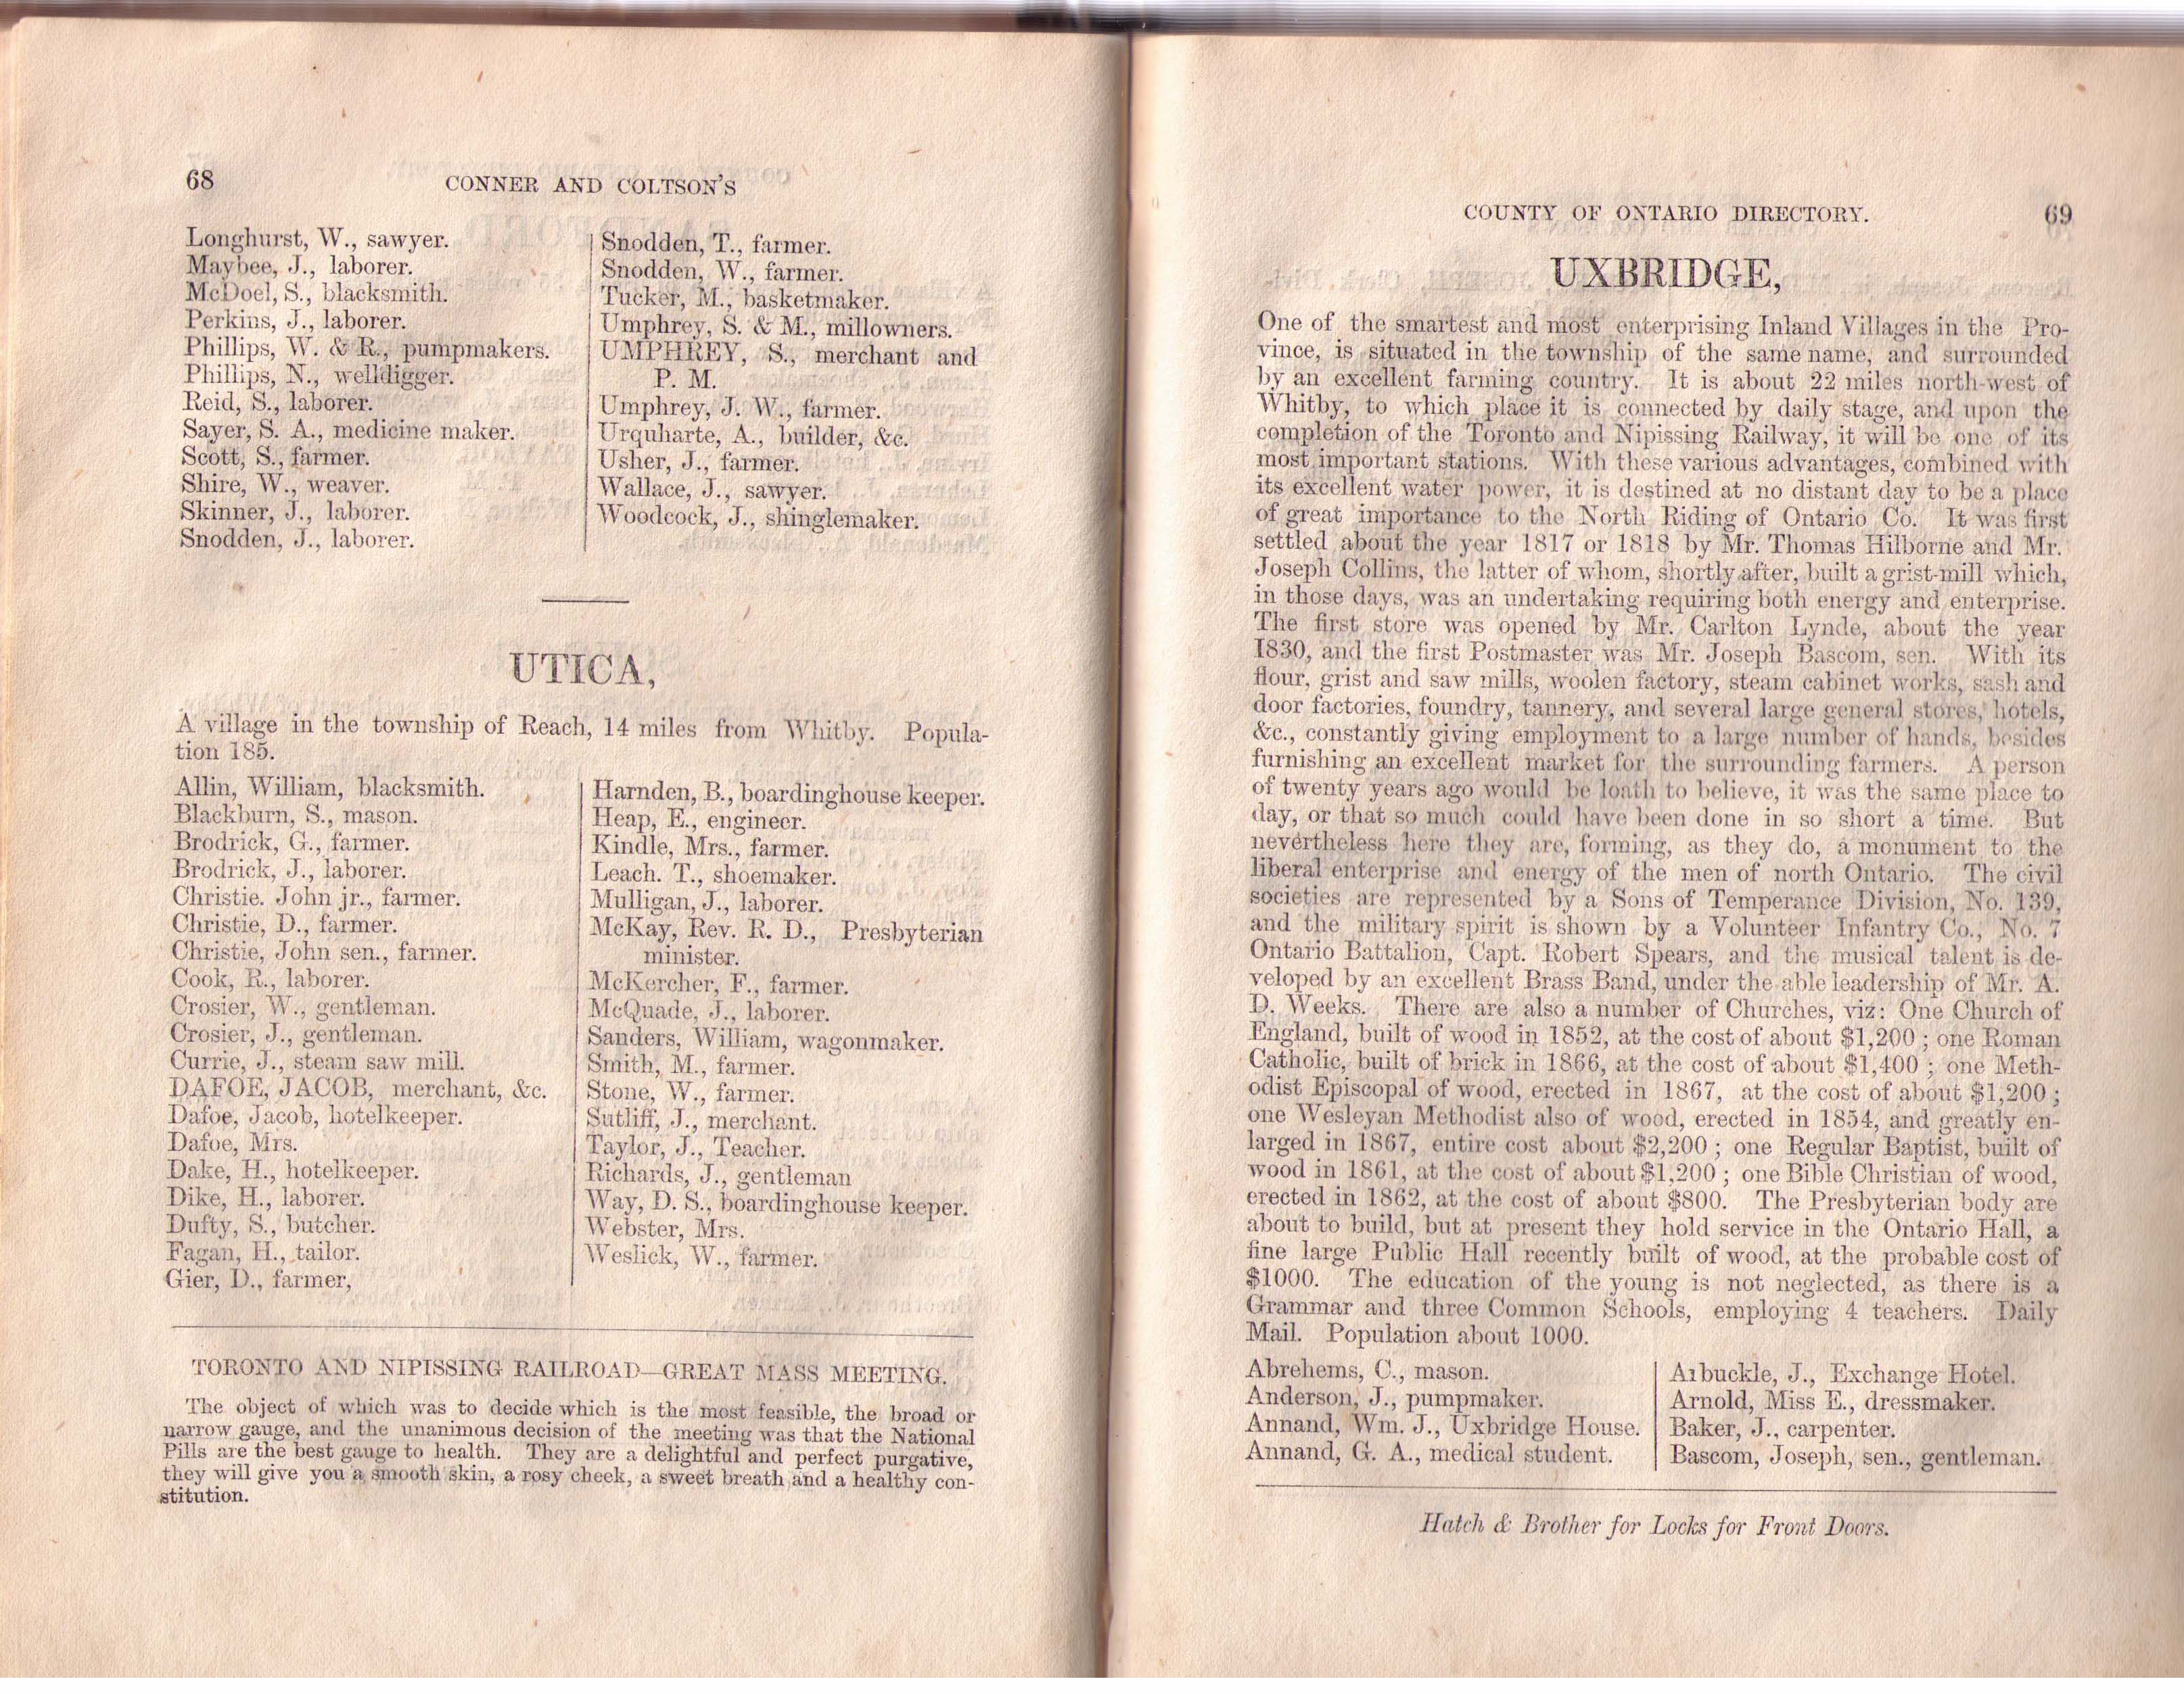 68
CONNER AND COLTSON'S
Longhurst, W., sawyer.
Maybee, J., laborer.
McDoel, S., blacksmith.
Perkins, J., laborer.
Phillips, W. & R., pumpmakers.
Phillips, N., welldigger.
Reid, S., laborer.
Sayer, S. A., medicine maker.
Scott, S., farmer.
Shire, W., weaver.
Skinner, J., laborer.
Snodden, J., laborer.
Snodden, T., farmer.
Snodden, W., farmer.
Tucker, M., basketmaker.
Umphrey, S. & M., millowners.
UMPHREY, S., merchant and
P. M.
Umphrey, J. W., farmer.
Urquharte, A., builder, &c.
Usher, J., farmer.
Wallace, J., sawyer.
Woodcock, J., shinglemaker.
UTICA,
A village in the township of Reach, 14 miles from Whitby. Popula-
tion 185.
Allin, William, blacksmith.
Blackburn, S., mason.
Brodrick, G., farmer.
Brodrick, J., laborer.
Christie. John jr., farmer.
Christie, D., farmer.
Christie, John sen., farmer.
Cook, R., laborer.
Crosier, W., gentleman.
Crosier, J., gentleman.
Currie, J., steam saw mill.
DAFOE, JACOB, merchant, &c.
Dafoe, Jacob, hotelkeeper.
Dafoe, Mrs.
Dake, H., hotelkeeper.
Dike, H., laborer.
Dufty, S., butcher.
Fagan, H., tailor.
Gier, D., farmer,
Harnden, B., boardinghouse keeper.
Heap, E., engineer.
Kindle, Mrs., farmer.
Leach. T., shoemaker.
Mulligan, J., laborer.
McKay, Rev. R. D., Presbyterian
minister.
McKercher, F., farmer.
McQuade, J., laborer.
Sanders, William, wagonmaker.
Smith, M., farmer.
Stone, W., farmer.
Sutliff, J., merchant.
Taylor, J., Teacher.
Richards, J., gentleman
Way, D. S., boardinghouse keeper.
Webster, Mrs.
Weslick, W., farmer.
TORONTO AND NIPISSING RAILROAD—GREAT MASS MEETING.
The object of which was to decide which is the most feasible, the broad or
narrow gauge, and the unanimous decision of the meeting was that the National
Pills are the best gauge to health. They are a delightful and perfect purgative,
they will give you a smooth skin, a rosy cheek, a sweet breath and a healthy con-
stitution.
COUNTY OF ONTARIO DIRECTORY.
69
UXBRIDGE,
One of the smartest and most enterprising Inland Villages in the Pro-
vince, is situated in the township of the same name, and surrounded
by an excellent farming country. It is about 22 miles north-west of
Whitby, to which place it is connected by daily stage, and upon the
completion of the Toronto and Nipissing Railway, it will be one of its
most important stations. With these various advantages, combined with
its excellent water power, it is destined at no distant day to be a place
of great importance to the North Riding of Ontario Co. It was first
settled about the year 1817 or 1818 by Mr. Thomas Hilborne and Mr.
Joseph Collins, the latter of whom, shortly after, built a grist-mill which,
in those days, was an undertaking requiring both energy and enterprise.
The first store was opened by Mr. Carlton Lynde, about the year
1830, and the first Postmaster was Mr. Joseph Bascom, sen. With its
flour, grist and saw mills, woolen factory, steam cabinet works, sash and
door factories, foundry, tannery, and several large general stores, hotels,
&c., constantly giving employment to a large number of hands, besides
furnishing an excellent market for the surrounding farmers. A person
of twenty years ago would be loath to believe, it was the same place to
day, or that so much could have been done in so short a time. But
nevertheless here they are, forming, as they do, a monument to the
liberal enterprise and energy of the men of north Ontario. The civil
societies are represented by a Sons of Temperance Division, No. 139,
and the military spirit is shown by a Volunteer Infantry Co., No. 7
Ontario Battalion, Capt. Robert Spears, and the musical talent is de-
veloped by an excellent Brass Band, under the able leadership of Mr. A.
D. Weeks. There are also a number of Churches, viz: One Church of
England, built of wood in 1852, at the cost of about $1,200 ; one Roman
Catholic, built of brick in 1866, at the cost of about $1,400 ; one Meth-
odist Episcopal of wood, erected in 1867, at the cost of about $1,200 ;
one Wesleyan Methodist also of wood, erected in 1854, and greatly en-
larged in 1867, entire cost about $2,200 ; one Regular Baptist, built of
wood in 1861, at the cost of about $1,200 ; one Bible Christian of wood,
erected in 1862, at the cost of about $800. The Presbyterian body are
about to build, but at present they hold service in the Ontario Hall, a
fine large Public Hall recently built of wood, at the probable cost of
$1000. The education of the young is not neglected, as there is a
Grammar and three Common Schools, employing 4 teachers. Daily
Mail. Population about 1000.
Abrehems, C., mason.
Anderson, J., pumpmaker.
Annand, Wm. J., Uxbridge House.
Annand, G. A., medical student.
Arbuckle, J., Exchange Hotel.
Arnold, Miss E., dressmaker.
Baker, J., carpenter.
Bascom, Joseph, sen., gentleman.
Hatch & Brother for Locks for Front Doors.